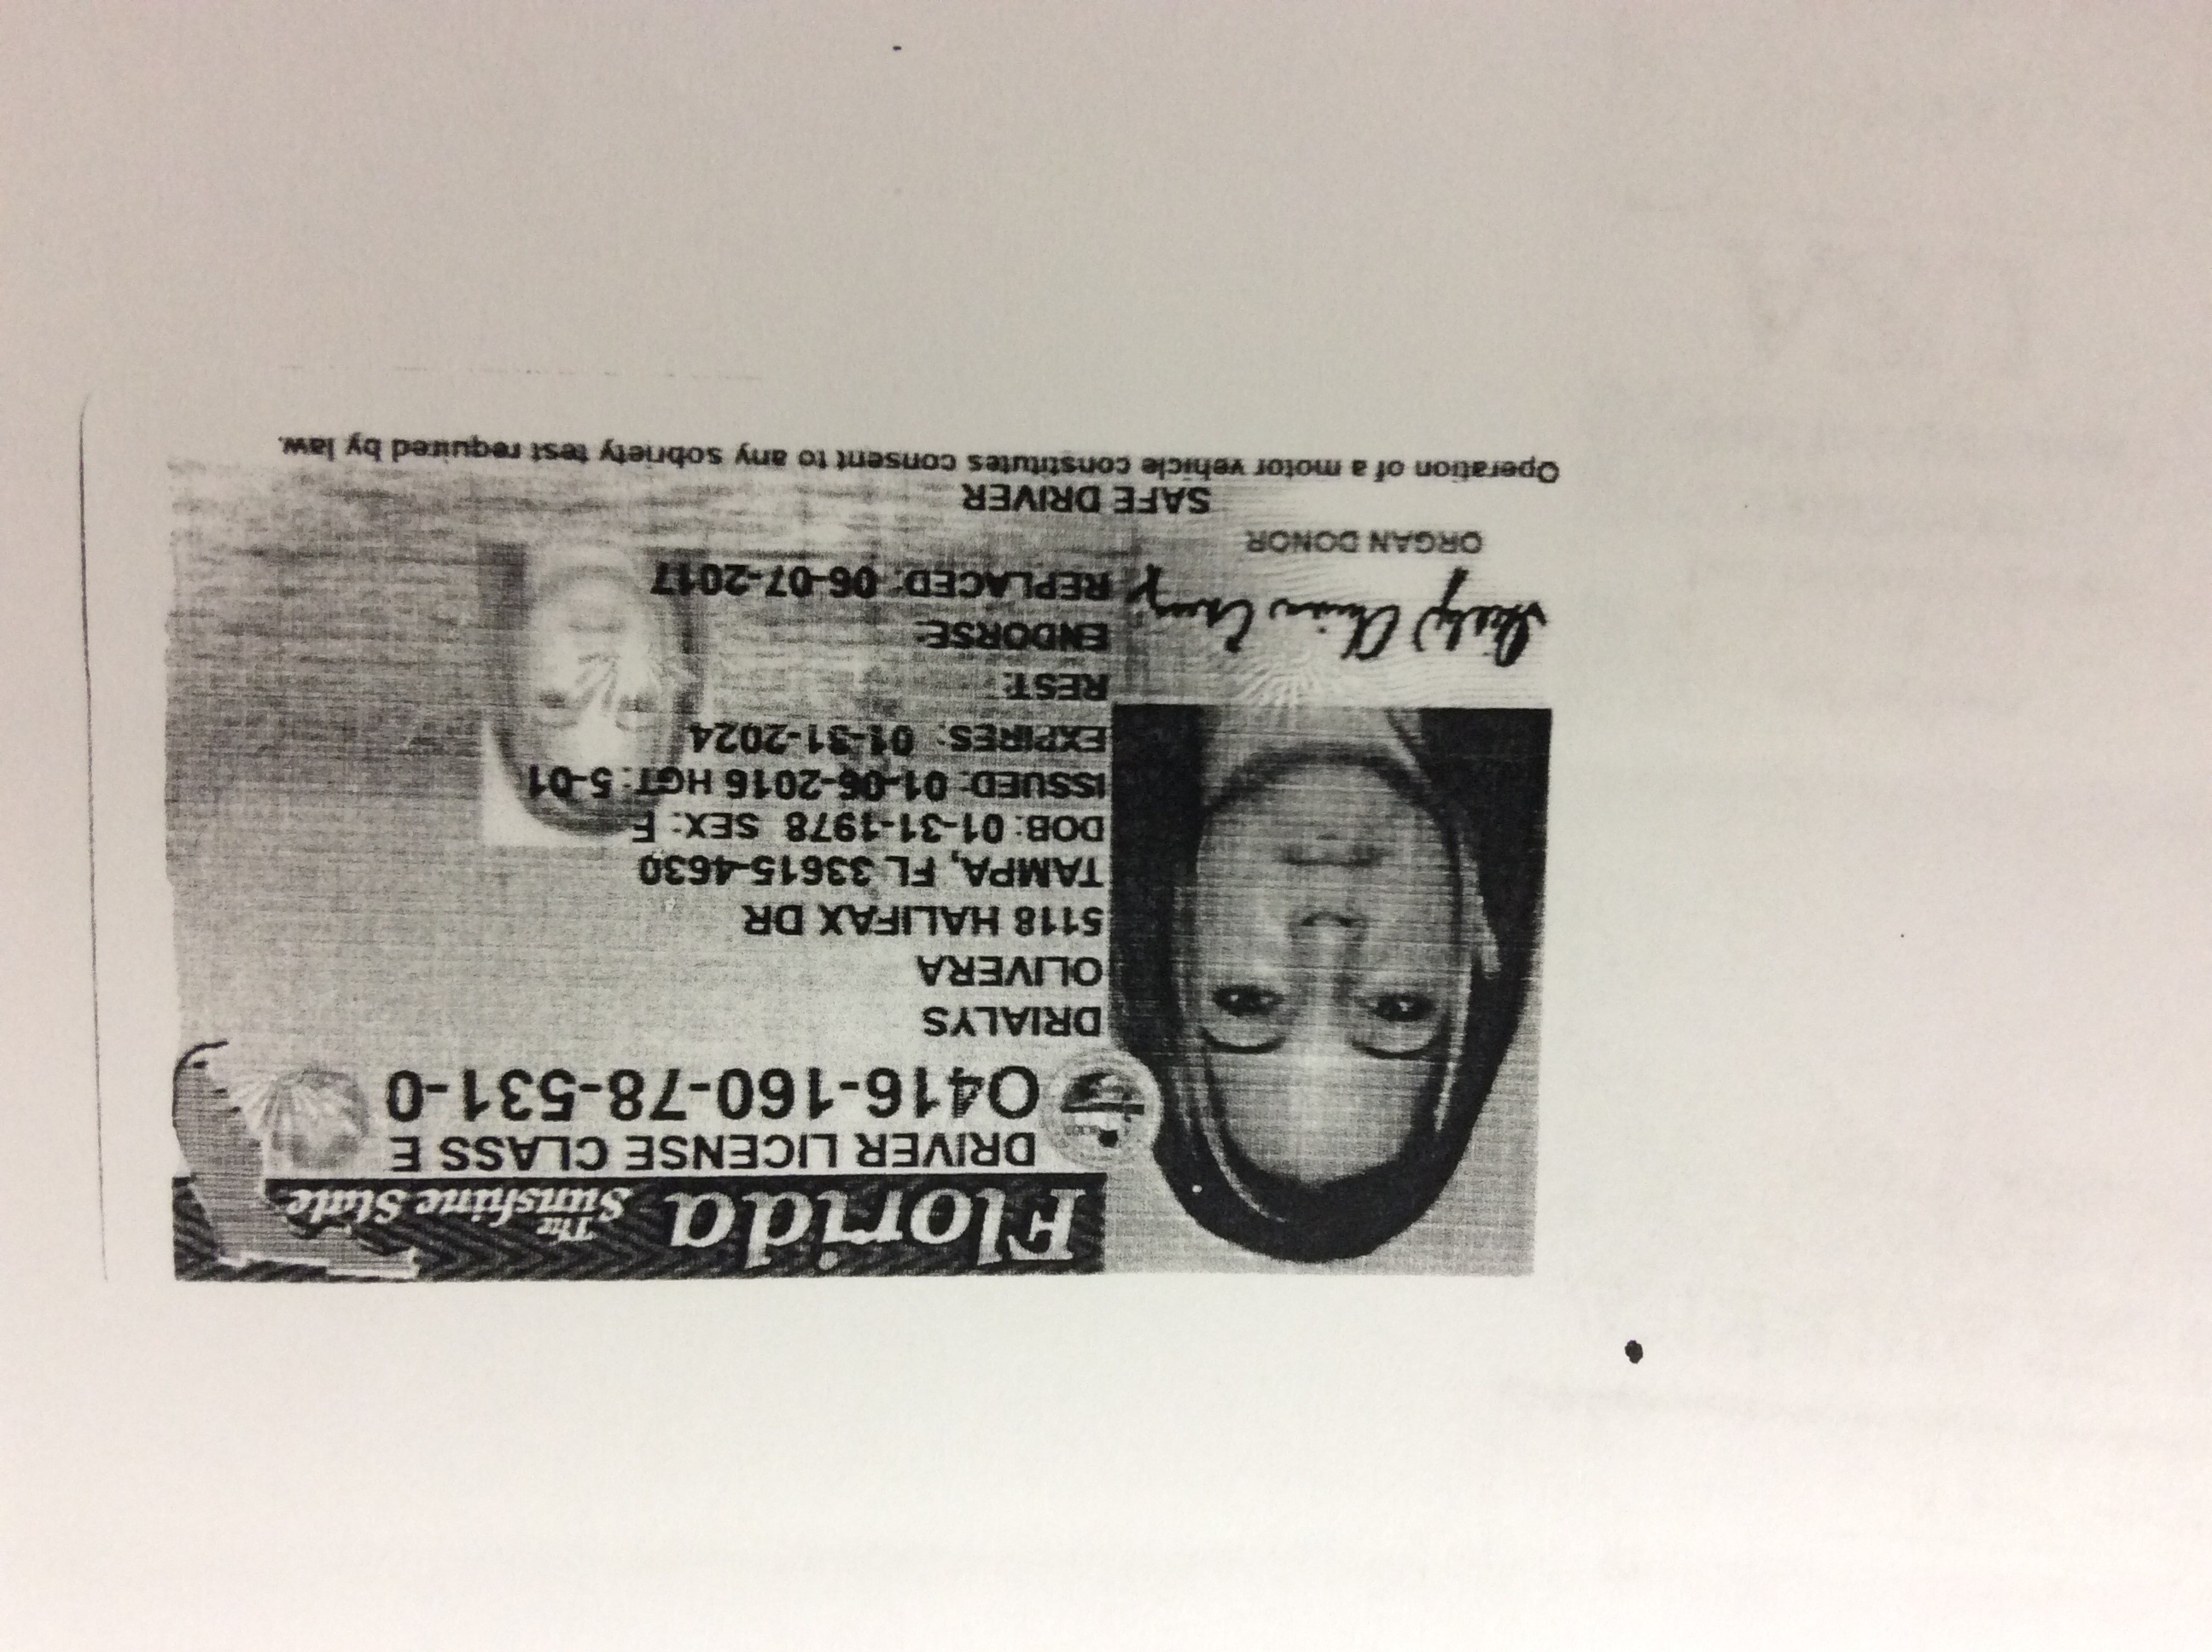 Florida The Sunshine State
DRIVER LICENSE CLASS E
O416-160-78-531-0
DRIALYS
OLIVERA
5118 HALIFAX DR
TAMPA, FL 33615-4630
DOB: 01-31-1978 SEX: F
ISSUED: 01-06-2016 HGT: 5-01
EXPIRES: 01-31-2024
REST:
ENDORSE:
REPLACED: 06-07-2017
ORGAN DONOR
SAFE DRIVER
Operation of a motor vehicle constitutes consent to any sobriety test required by law.